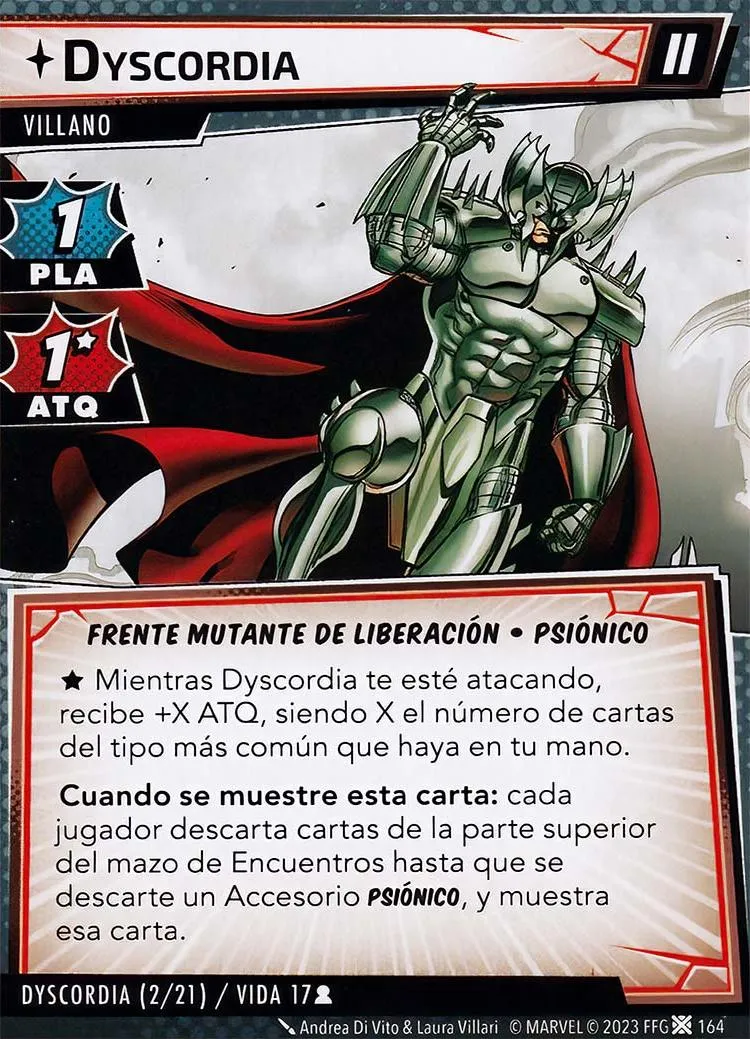 DYSCORDIA
II
VILLANO
1
PLA
1★
ATQ
FRENTE MUTANTE DE LIBERACIÓN • PSIÓNICO
★ Mientras Dyscordia te esté atacando,
recibe +X ATQ, siendo X el número de cartas
del tipo más común que haya en tu mano.
Cuando se muestre esta carta: cada
jugador descarta cartas de la parte superior
del mazo de Encuentros hasta que se
descarte un Accesorio PSIÓNICO, y muestra
esa carta.
DYSCORDIA (2/21) / VIDA 17
Andrea Di Vito & Laura Villari © MARVEL © 2023 FFG 164